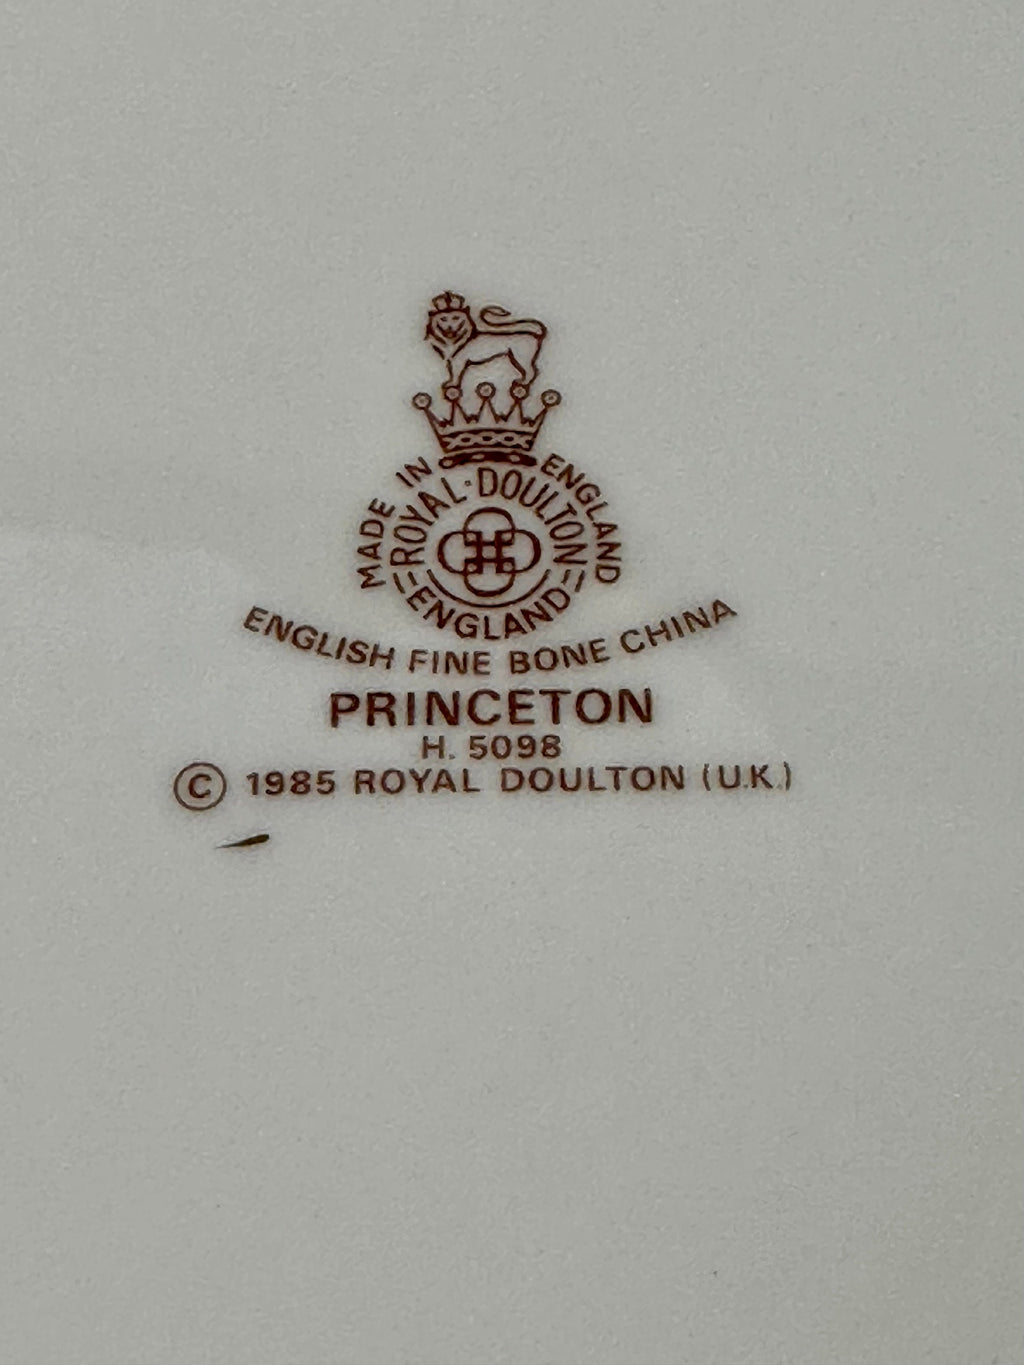 MADE IN ENGLAND
ROYAL·DOULTON
ENGLAND
ENGLISH FINE BONE CHINA
PRINCETON
H. 5098
© 1985 ROYAL DOULTON (U.K.)